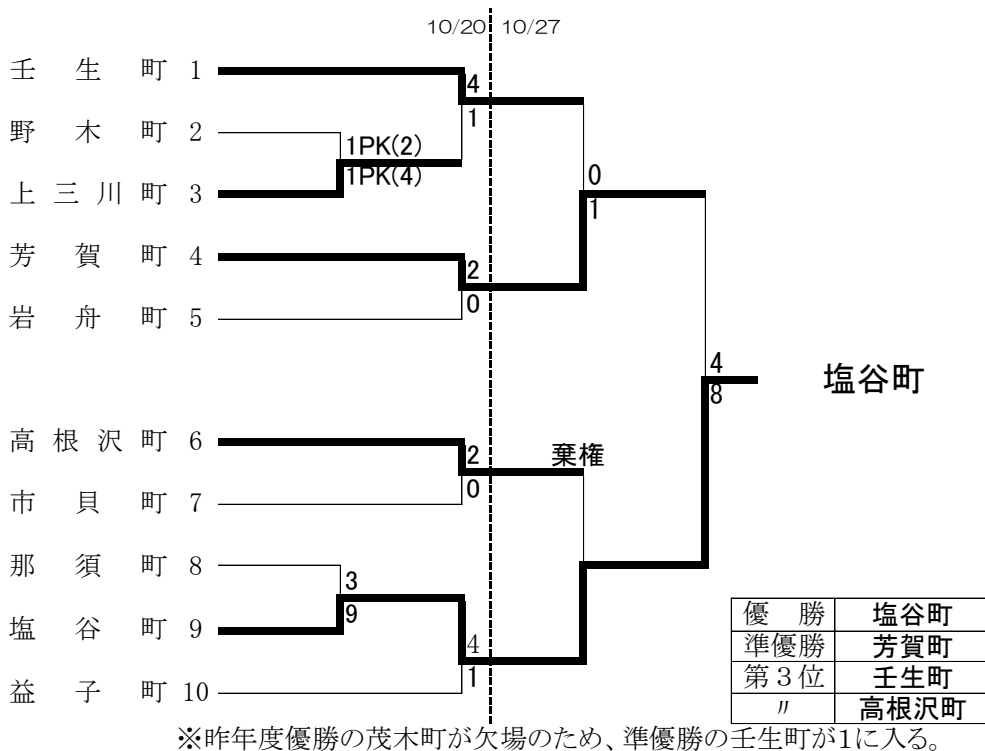 10/20 10/27
壬生町 1
4
1
野木町 2
1PK(2)
1PK(4)
上三川町 3
0
1
芳賀町 4
2
0
岩舟町 5
4
8
塩谷町
高根沢町 6
2
0
棄権
市貝町 7
那須町 8
3
9
塩谷町 9
4
1
益子町 10
優勝 塩谷町
準優勝 芳賀町
第3位 壬生町
〃 高根沢町
※昨年度優勝の茂木町が欠場のため、準優勝の壬生町が1に入る。